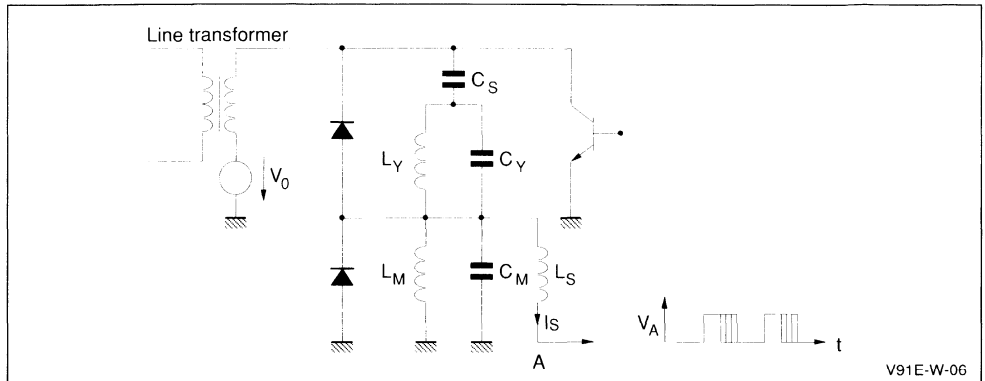 Line transformer
C_S
L_Y
C_Y
V_0
L_M
C_M
L_S
I_S
V_A
t
A
V91E-W-06